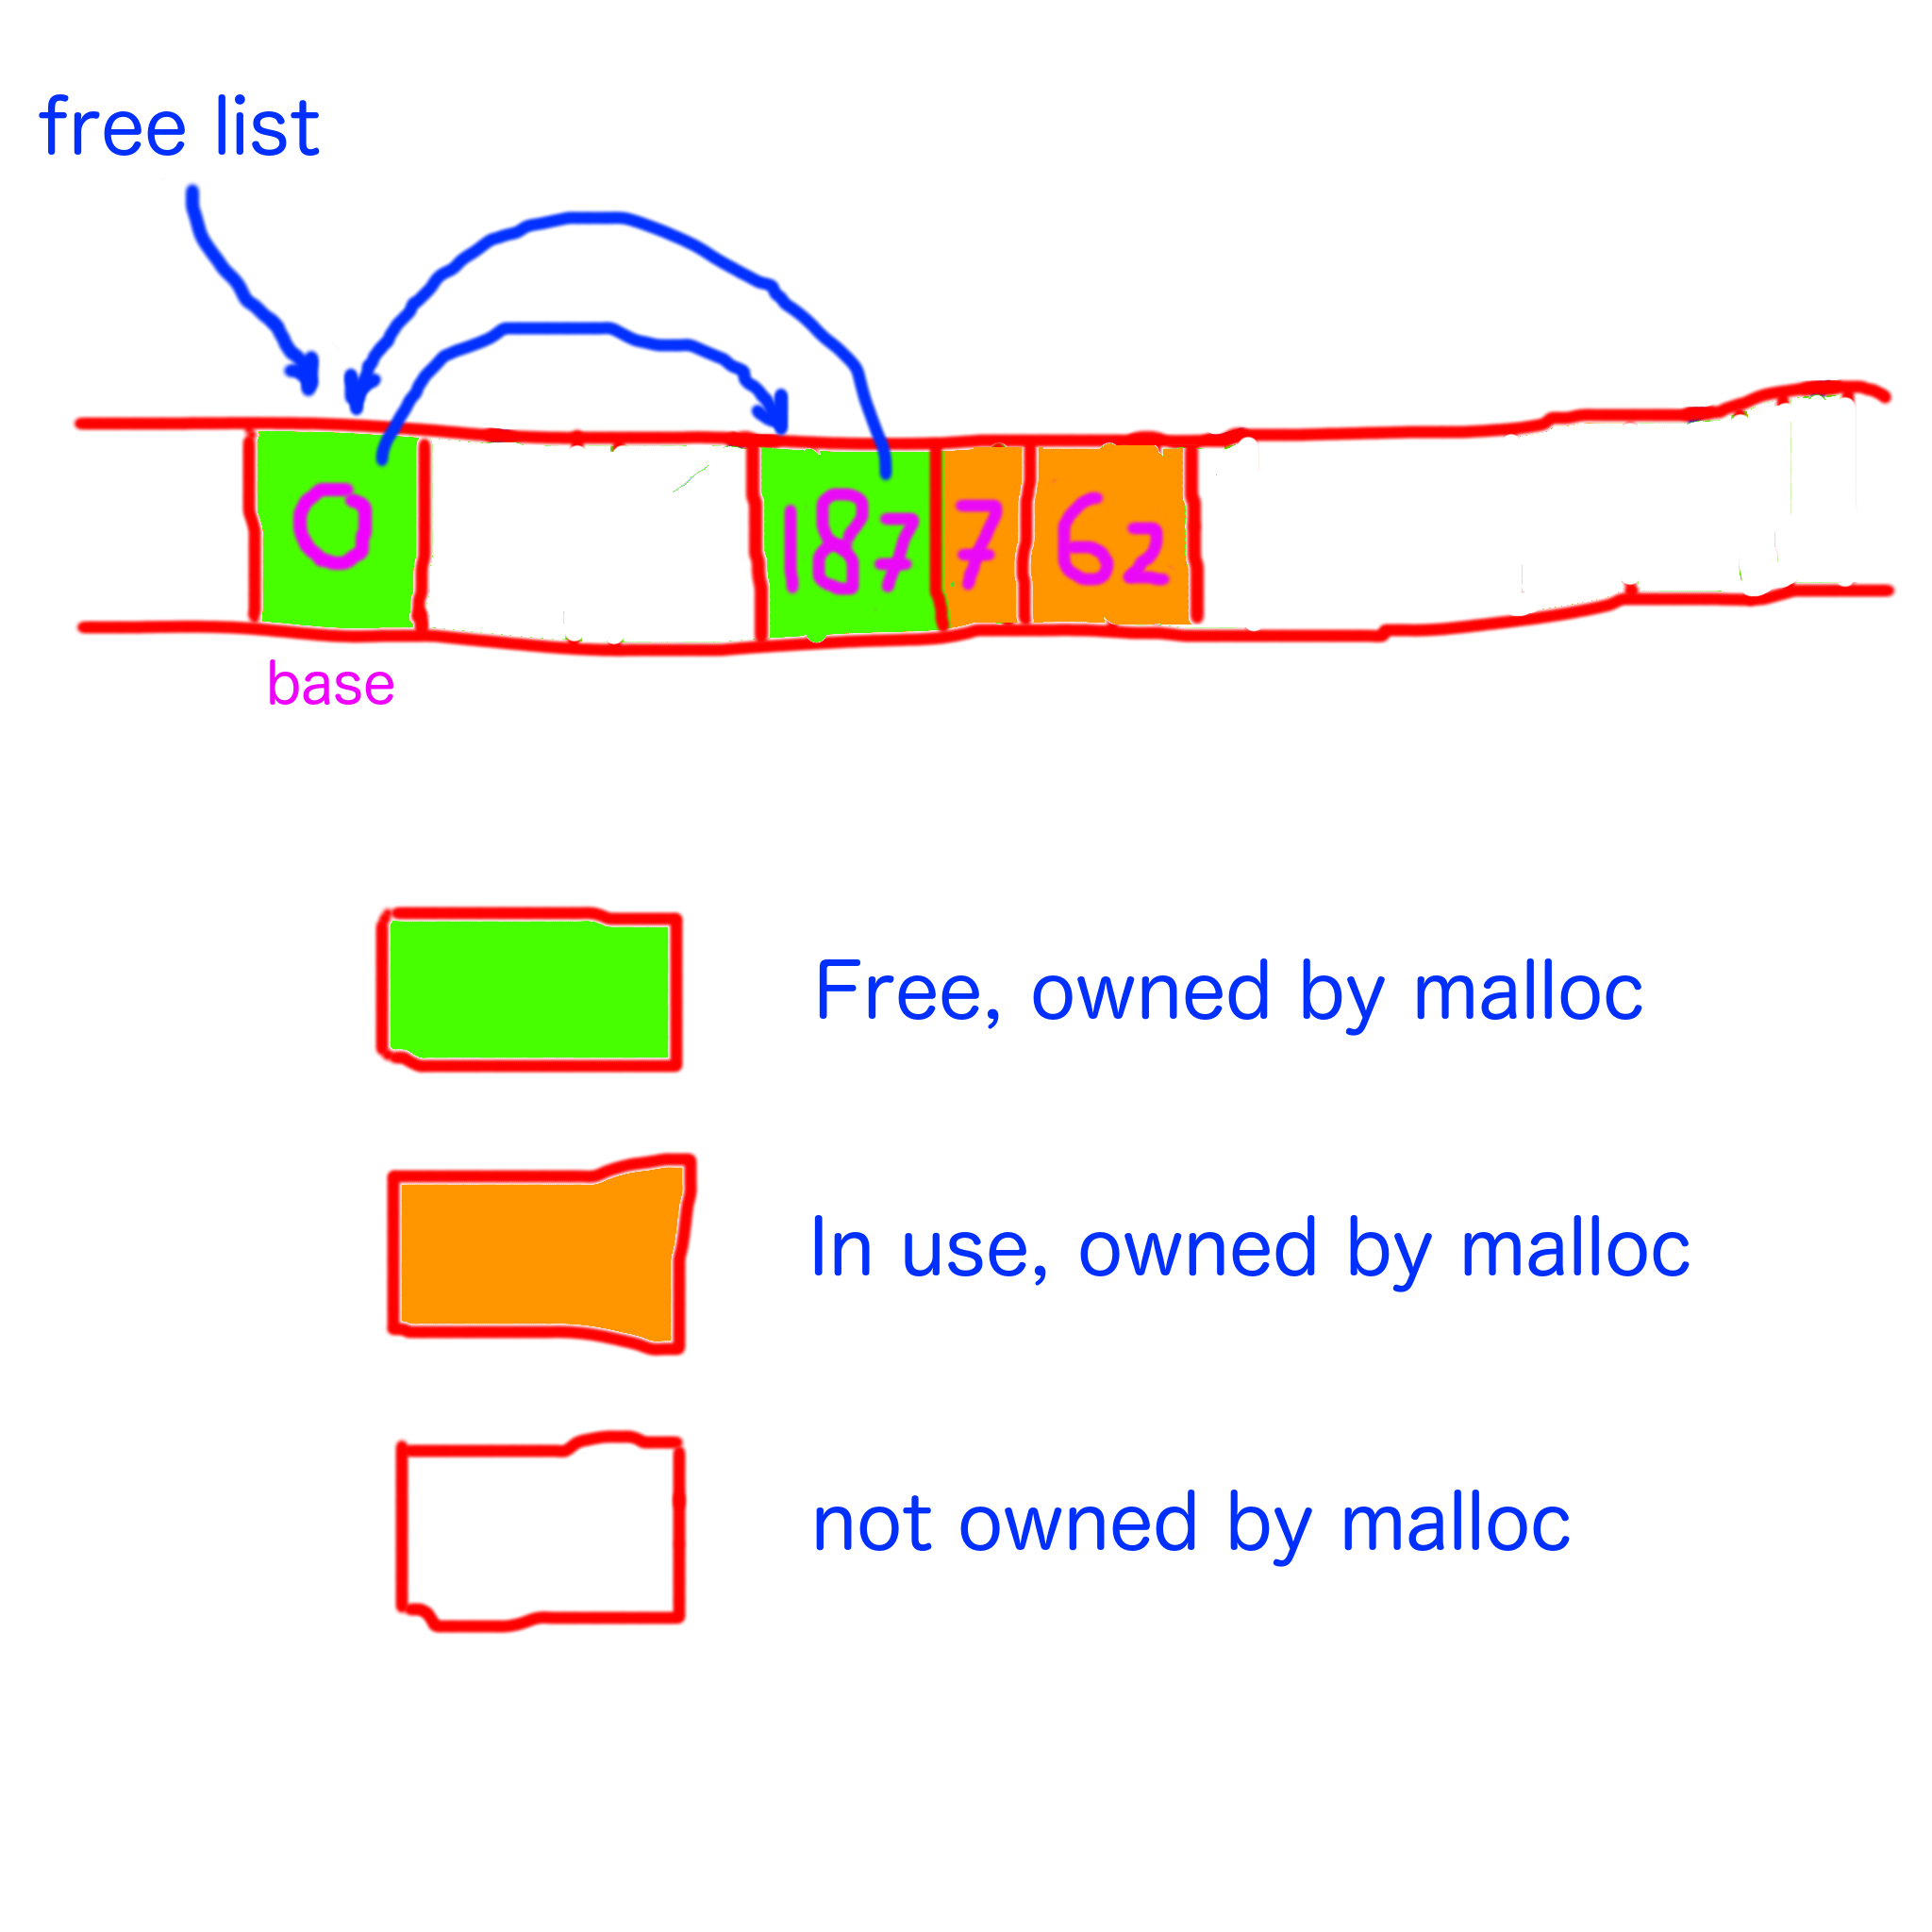 free list
0 187 7 62
base
Free, owned by malloc
In use, owned by malloc
not owned by malloc